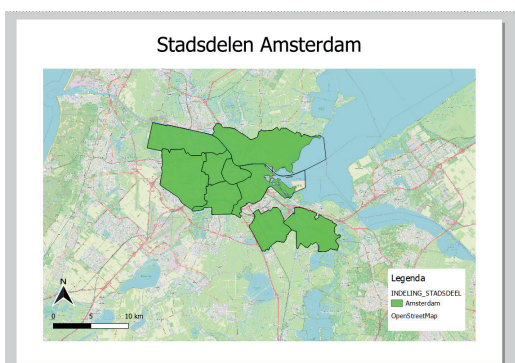 Stadsdelen Amsterdam
N
0 5 10 km
Legenda
INDELING_STADSDEEL
Amsterdam
OpenStreetMap